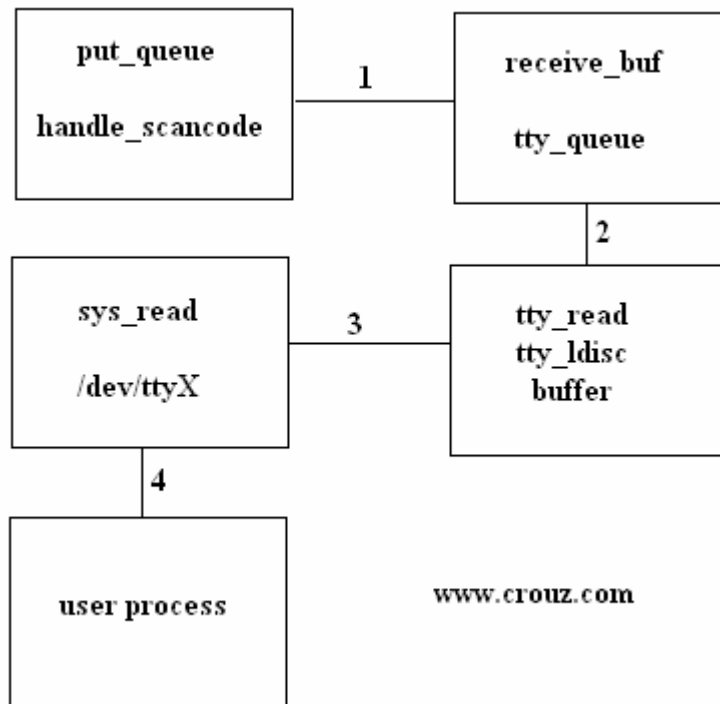 put_queue
handle_scancode
1
receive_buf
tty_queue
2
sys_read
/dev/ttyX
3
tty_read
tty_ldisc
buffer
4
user process
www.crouz.com